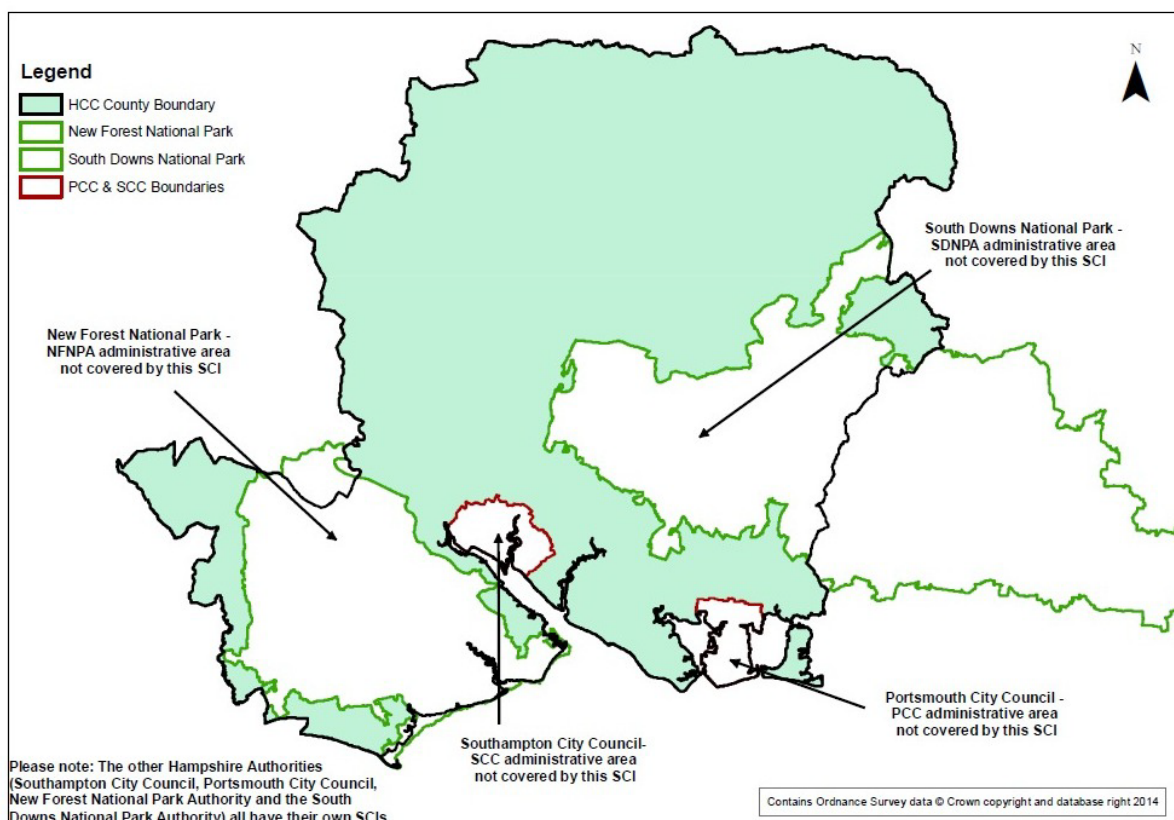 N
Legend
HCC County Boundary
New Forest National Park
South Downs National Park
PCC & SCC Boundaries
South Downs National Park -
SDNPA administrative area
not covered by this SCI
New Forest National Park -
NFNPA administrative area
not covered by this SCI
Portsmouth City Council -
PCC administrative area
not covered by this SCI
Southampton City Council-
SCC administrative area
not covered by this SCI
Please note: The other Hampshire Authorities
(Southampton City Council, Portsmouth City Council,
New Forest National Park Authority and the South
Downs National Park Authority) all have their own SCIs
Contains Ordnance Survey data © Crown copyright and database right 2014